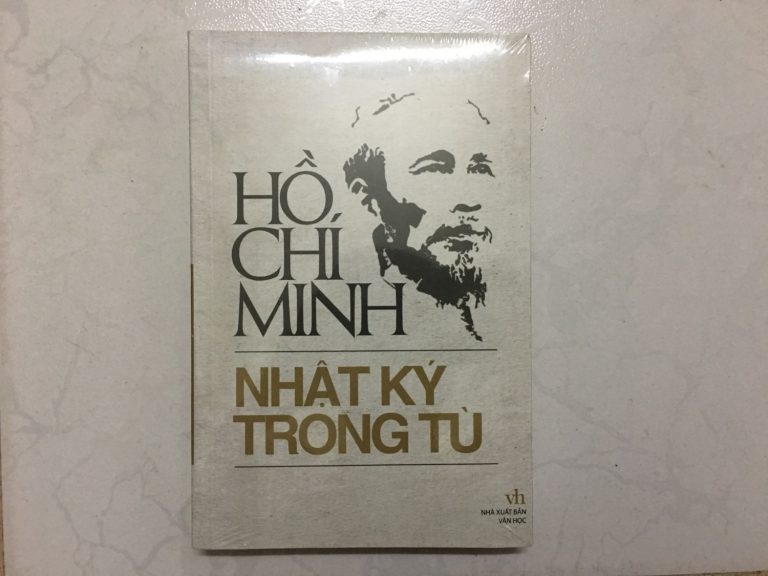 HỒ
CHÍ
MINH
NHẬT KÝ
TRONG TÙ
vh
NHÀ XUẤT BẢN
VĂN HỌC